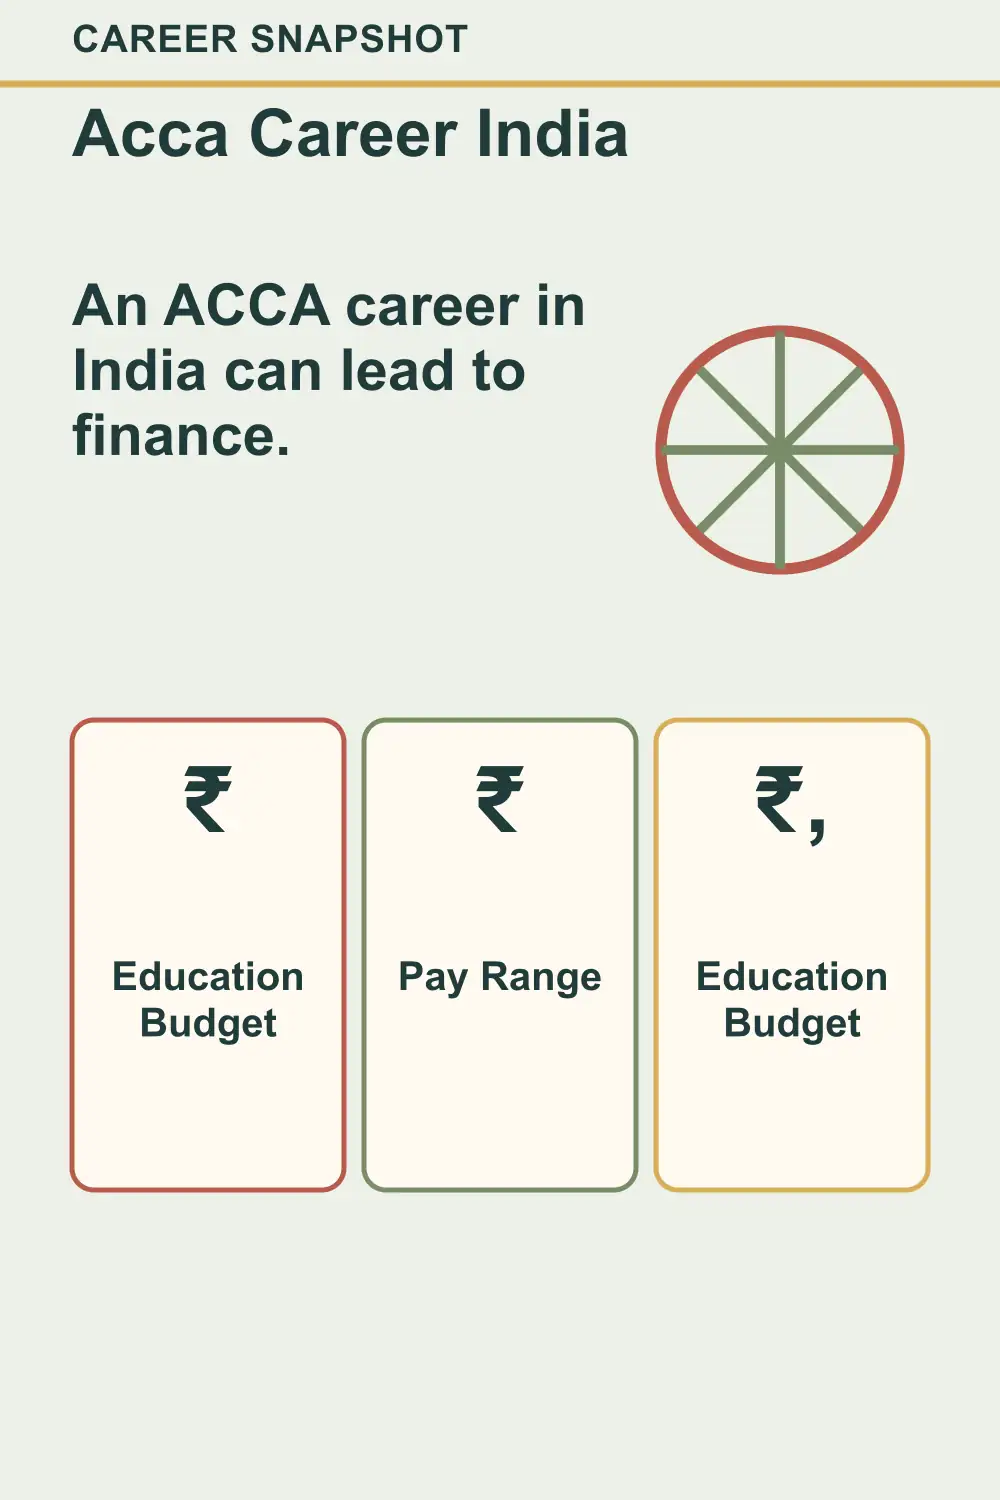 CAREER SNAPSHOT
Acca Career India
An ACCA career in
India can lead to
finance.
₹
Education
Budget
₹
Pay Range
₹,
Education
Budget